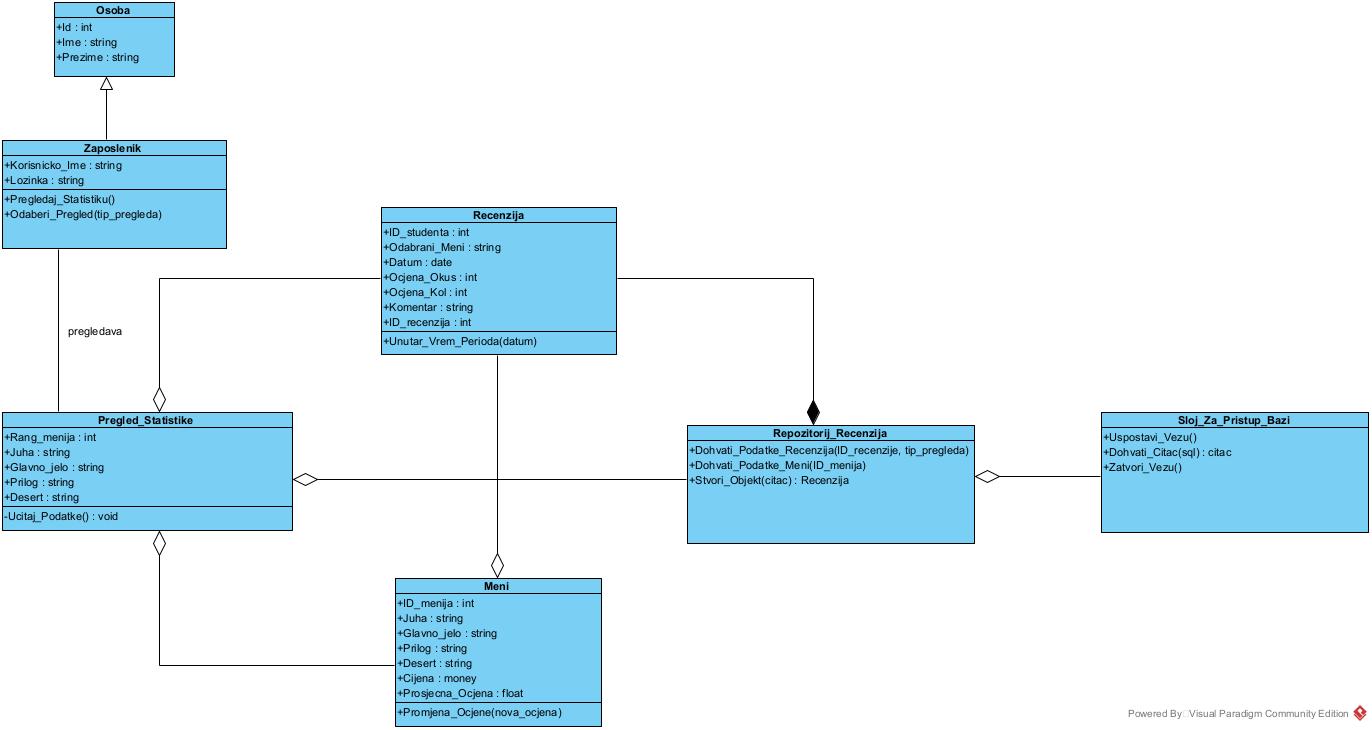 Osoba
+Id : int
+Ime : string
+Prezime : string
Zaposlenik
+Korisnicko_Ime : string
+Lozinka : string
+Pregledaj_Statistiku()
+Odaberi_Pregled(tip_pregleda)
Recenzija
+ID_studenta : int
+Odabrani_Meni : string
+Datum : date
+Ocjena_Okus : int
+Ocjena_Kol : int
+Komentar : string
+ID_recenzija : int
+Unutar_Vrem_Perioda(datum)
pregledava
Pregled_Statistike
+Rang_menija : int
+Juha : string
+Glavno_jelo : string
+Prilog : string
+Desert : string
-Ucitaj_Podatke() : void
Repozitorij_Recenzija
+Dohvati_Podatke_Recenzija(ID_recenzije, tip_pregleda)
+Dohvati_Podatke_Meni(ID_menija)
+Stvori_Objekt(citac) : Recenzija
Sloj_Za_Pristup_Bazi
+Uspostavi_Vezu()
+Dohvati_Citac(sql) : citac
+Zatvori_Vezu()
Meni
+ID_menija : int
+Juha : string
+Glavno_jelo : string
+Prilog : string
+Desert : string
+Cijena : money
+Prosjecna_Ocjena : float
+Promjena_Ocjene(nova_ocjena)
Powered By Visual Paradigm Community Edition